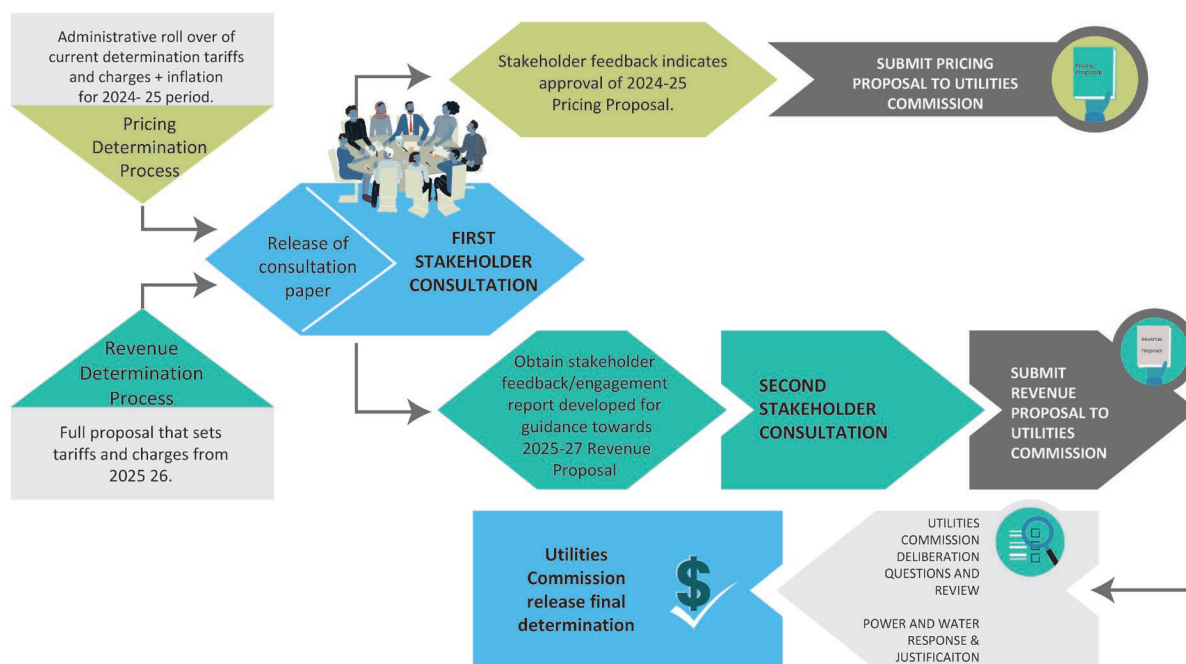 Administrative roll over of
current determination tariffs
and charges + inflation
for 2024- 25 period.
Pricing
Determination
Process
Stakeholder feedback indicates
approval of 2024-25
Pricing Proposal.
SUBMIT PRICING
PROPOSAL TO UTILITIES
COMMISSION
Pricing
Proposal
Release of
consultation
paper
FIRST
STAKEHOLDER
CONSULTATION
Revenue
Determination
Process
Full proposal that sets
tariffs and charges from
2025 26.
Obtain stakeholder
feedback/engagement
report developed for
guidance towards
2025-27 Revenue
Proposal
SECOND
STAKEHOLDER
CONSULTATION
SUBMIT
REVENUE
PROPOSAL TO
UTILITIES
COMMISSION
Revenue
Proposal
UTILITIES
COMMISSION
DELIBERATION
QUESTIONS AND
REVIEW
POWER AND WATER
RESPONSE &
JUSTIFICAITON
Utilities
Commission
release final
determination
$